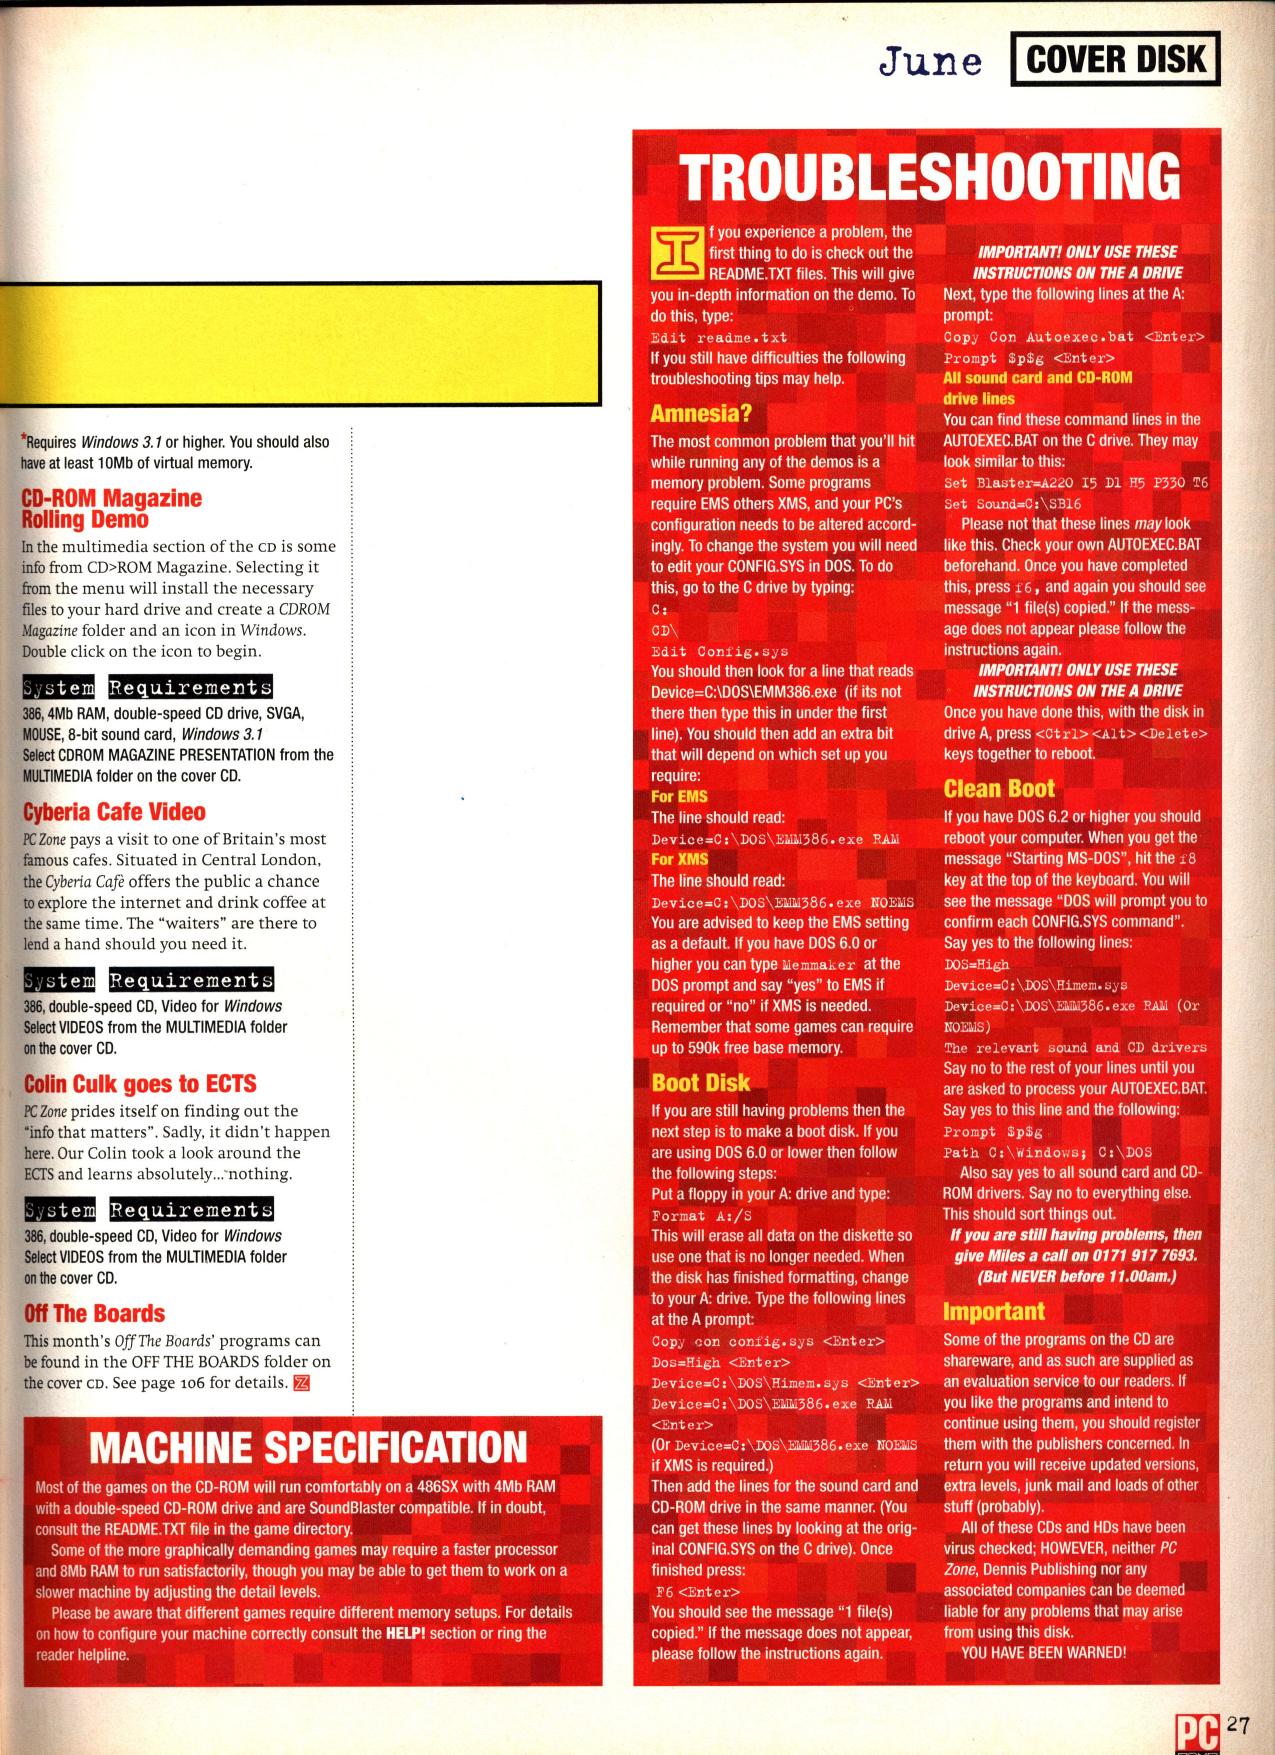 June COVER DISK
*Requires Windows 3.1 or higher. You should also
have at least 10Mb of virtual memory.
CD-ROM Magazine
Rolling Demo
In the multimedia section of the CD is some
info from CD>ROM Magazine. Selecting it
from the menu will install the necessary
files to your hard drive and create a CDROM
Magazine folder and an icon in Windows.
Double click on the icon to begin.
System Requirements
386, 4Mb RAM, double-speed CD drive, SVGA,
MOUSE, 8-bit sound card, Windows 3.1
Select CDROM MAGAZINE PRESENTATION from the
MULTIMEDIA folder on the cover CD.
Cyberia Cafe Video
PC Zone pays a visit to one of Britain's most
famous cafes. Situated in Central London,
the Cyberia Cafè offers the public a chance
to explore the internet and drink coffee at
the same time. The "waiters" are there to
lend a hand should you need it.
System Requirements
386, double-speed CD, Video for Windows
Select VIDEOS from the MULTIMEDIA folder
on the cover CD.
Colin Culk goes to ECTS
PC Zone prides itself on finding out the
"info that matters". Sadly, it didn't happen
here. Our Colin took a look around the
ECTS and learns absolutely... nothing.
System Requirements
386, double-speed CD, Video for Windows
Select VIDEOS from the MULTIMEDIA folder
on the cover CD.
Off The Boards
This month's Off The Boards' programs can
be found in the OFF THE BOARDS folder on
the cover CD. See page 106 for details. Z
MACHINE SPECIFICATION
Most of the games on the CD-ROM will run comfortably on a 486SX with 4Mb RAM
with a double-speed CD-ROM drive and are SoundBlaster compatible. If in doubt,
consult the README.TXT file in the game directory.
Some of the more graphically demanding games may require a faster processor
and 8Mb RAM to run satisfactorily, though you may be able to get them to work on a
slower machine by adjusting the detail levels.
Please be aware that different games require different memory setups. For details
on how to configure your machine correctly consult the HELP! section or ring the
reader helpline.
TROUBLESHOOTING
If you experience a problem, the
first thing to do is check out the
README.TXT files. This will give
you in-depth information on the demo. To
do this, type:
Edit readme.txt
If you still have difficulties the following
troubleshooting tips may help.
Amnesia?
The most common problem that you'll hit
while running any of the demos is a
memory problem. Some programs
require EMS others XMS, and your PC's
configuration needs to be altered accord-
ingly. To change the system you will need
to edit your CONFIG.SYS in DOS. To do
this, go to the C drive by typing:
C:
CD\
Edit Config.sys
You should then look for a line that reads
Device=C:\DOS\EMM386.exe (if its not
there then type this in under the first
line). You should then add an extra bit
that will depend on which set up you
require:
For EMS
The line should read:
Device=C:\DOS\EMM386.exe RAM
For XMS
The line should read:
Device=C:\DOS\EMM386.exe NOEMS
You are advised to keep the EMS setting
as a default. If you have DOS 6.0 or
higher you can type Memmaker at the
DOS prompt and say "yes" to EMS if
required or "no" if XMS is needed.
Remember that some games can require
up to 590k free base memory.
Boot Disk
If you are still having problems then the
next step is to make a boot disk. If you
are using DOS 6.0 or lower then follow
the following steps:
Put a floppy in your A: drive and type:
Format A:/S
This will erase all data on the diskette so
use one that is no longer needed. When
the disk has finished formatting, change
to your A: drive. Type the following lines
at the A prompt:
Copy con config.sys <Enter>
Dos=High <Enter>
Device=C:\DOS\Himem.sys <Enter>
Device=C:\DOS\EMM386.exe RAM
<Enter>
(Or Device=C:\DOS\EMM386.exe NOEMS
if XMS is required.)
Then add the lines for the sound card and
CD-ROM drive in the same manner. (You
can get these lines by looking at the orig-
inal CONFIG.SYS on the C drive). Once
finished press:
F6 <Enter>
You should see the message "1 file(s)
copied." If the message does not appear,
please follow the instructions again.
IMPORTANT! ONLY USE THESE
INSTRUCTIONS ON THE A DRIVE
Next, type the following lines at the A:
prompt:
Copy Con Autoexec.bat <Enter>
Prompt $p$g <Enter>
All sound card and CD-ROM
drive lines
You can find these command lines in the
AUTOEXEC.BAT on the C drive. They may
look similar to this:
Set Blaster=A220 I5 D1 H5 P330 T6
Set Sound=C:\SB16
Please not that these lines may look
like this. Check your own AUTOEXEC.BAT
beforehand. Once you have completed
this, press f6, and again you should see
message "1 file(s) copied." If the mess-
age does not appear please follow the
instructions again.
IMPORTANT! ONLY USE THESE
INSTRUCTIONS ON THE A DRIVE
Once you have done this, with the disk in
drive A, press <Ctrl> <Alt> <Delete>
keys together to reboot.
Clean Boot
If you have DOS 6.2 or higher you should
reboot your computer. When you get the
message "Starting MS-DOS", hit the f8
key at the top of the keyboard. You will
see the message "DOS will prompt you to
confirm each CONFIG.SYS command".
Say yes to the following lines:
DOS=High
Device=C:\DOS\Himem.sys
Device=C:\DOS\EMM386.exe RAM (Or
NOEMS)
The relevant sound and CD drivers
Say no to the rest of your lines until you
are asked to process your AUTOEXEC.BAT.
Say yes to this line and the following:
Prompt $p$g
Path C:\Windows; C:\DOS
Also say yes to all sound card and CD-
ROM drivers. Say no to everything else.
This should sort things out.
If you are still having problems, then
give Miles a call on 0171 917 7693.
(But NEVER before 11.00am.)
Important
Some of the programs on the CD are
shareware, and as such are supplied as
an evaluation service to our readers. If
you like the programs and intend to
continue using them, you should register
them with the publishers concerned. In
return you will receive updated versions,
extra levels, junk mail and loads of other
stuff (probably).
All of these CDs and HDs have been
virus checked; HOWEVER, neither PC
Zone, Dennis Publishing nor any
associated companies can be deemed
liable for any problems that may arise
from using this disk.
YOU HAVE BEEN WARNED!
PC 27